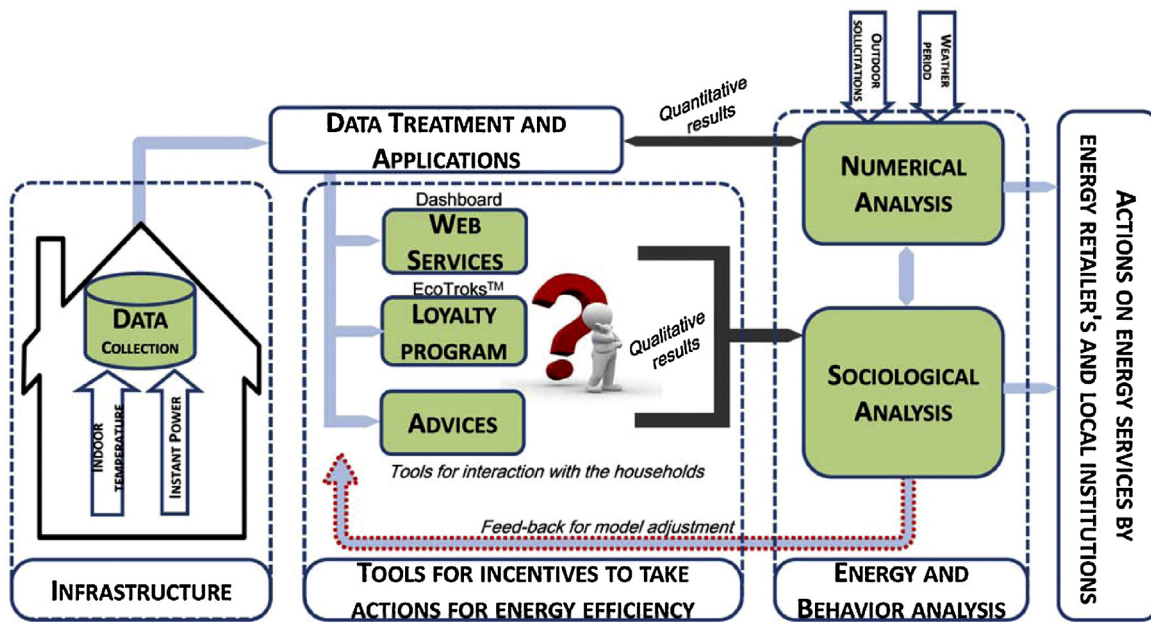 OUTDOOR
SOLLICITATIONS
WEATHER
PERIOD
Quantitative
results
DATA TREATMENT AND
APPLICATIONS
NUMERICAL
ANALYSIS
Dashboard
WEB
SERVICES
EcoTroks™
LOYALTY
PROGRAM
ADVICES
Qualitative
results
SOCIOLOGICAL
ANALYSIS
DATA
COLLECTION
INDOOR
TEMPERATURE
INSTANT POWER
Tools for interaction with the households
Feed-back for model adjustment
INFRASTRUCTURE
TOOLS FOR INCENTIVES TO TAKE
ACTIONS FOR ENERGY EFFICIENCY
ENERGY AND
BEHAVIOR ANALYSIS
ACTIONS ON ENERGY SERVICES BY
ENERGY RETAILER'S AND LOCAL INSTITUTIONS